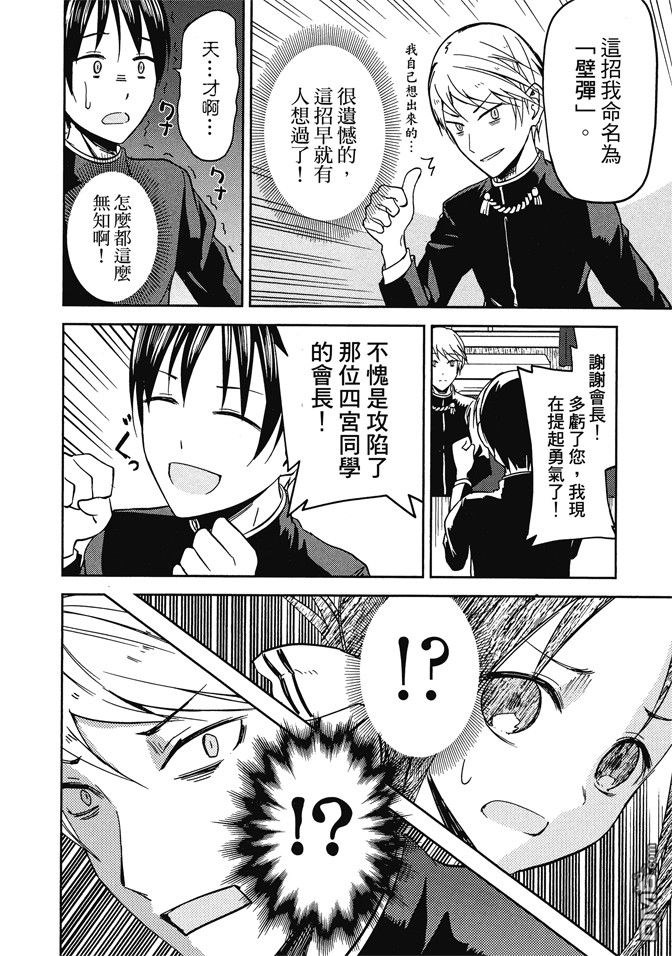 這招我命名為
「壁彈」。
我自己想出來的…
很遺憾的，
這招早就有
人想過了！
天…才啊…
ワナ
ワナ
怎麼都這麼
無知啊！
謝謝會長！
多虧了您，我現
在提起勇氣了！
不愧是攻陷了
那位四宮同學
的會長！
ぐっ
!?
!?
DM5.com